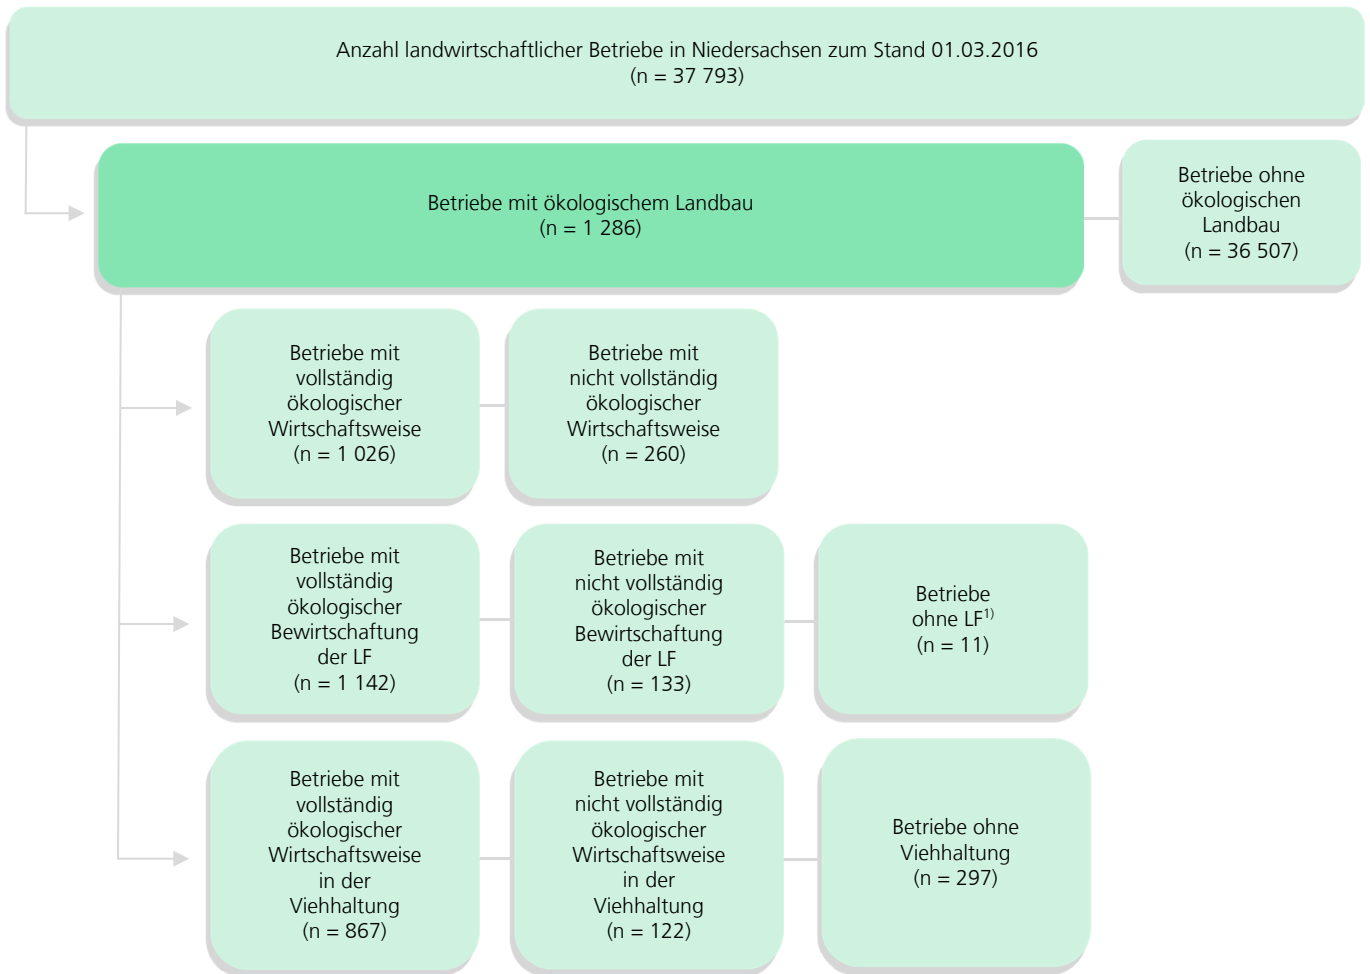 Anzahl landwirtschaftlicher Betriebe in Niedersachsen zum Stand 01.03.2016
(n = 37 793)
Betriebe mit ökologischem Landbau
(n = 1 286)
Betriebe ohne
ökologischen
Landbau
(n = 36 507)
Betriebe mit
vollständig
ökologischer
Wirtschaftsweise
(n = 1 026)
Betriebe mit
nicht vollständig
ökologischer
Wirtschaftsweise
(n = 260)
Betriebe mit
vollständig
ökologischer
Bewirtschaftung
der LF
(n = 1 142)
Betriebe mit
nicht vollständig
ökologischer
Bewirtschaftung
der LF
(n = 133)
Betriebe
ohne LF1)
(n = 11)
Betriebe mit
vollständig
ökologischer
Wirtschaftsweise
in der
Viehhaltung
(n = 867)
Betriebe mit
nicht vollständig
ökologischer
Wirtschaftsweise
in der
Viehhaltung
(n = 122)
Betriebe ohne
Viehhaltung
(n = 297)